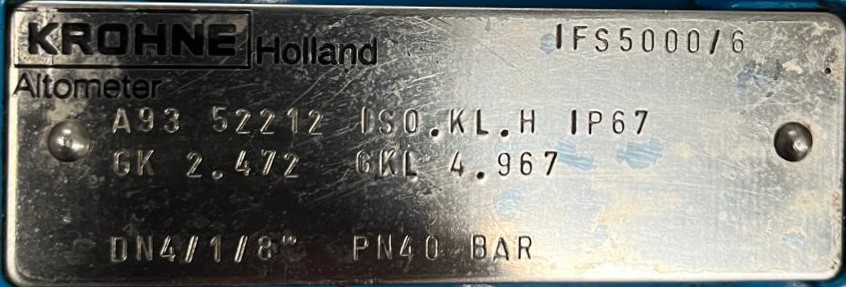 KROHNE Holland IFS5000/6
Altometer
A93 52212 ISO.KL.H IP67
GK 2.472 GKL 4.967
DN4/1/8" PN40 BAR